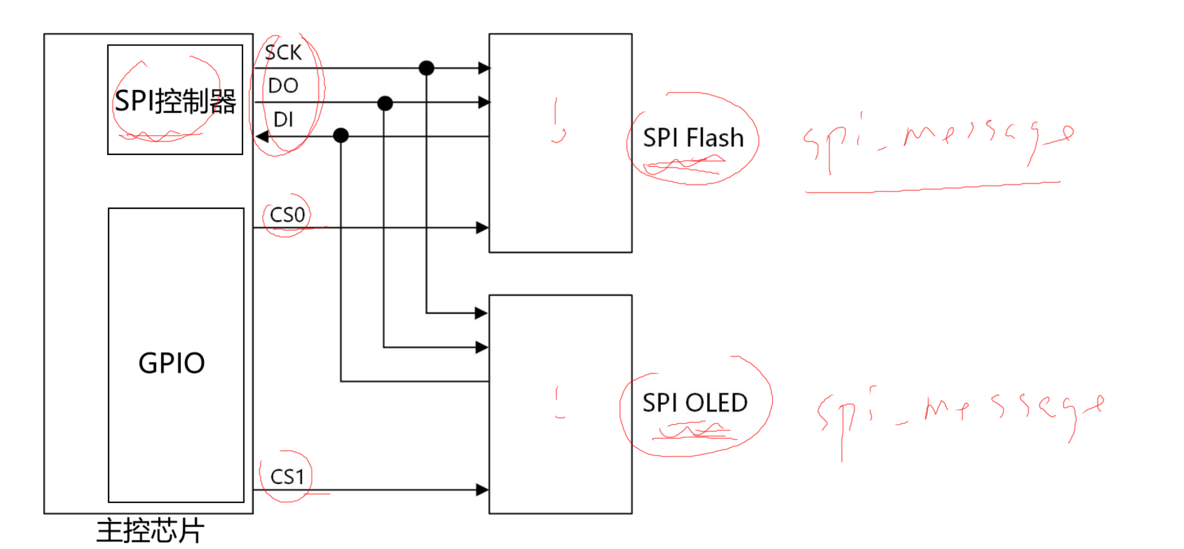 SCK
SPI控制器
DO
DI
SPI Flash
spi_message
CS0
GPIO
SPI OLED
spi_message
CS1
主控芯片